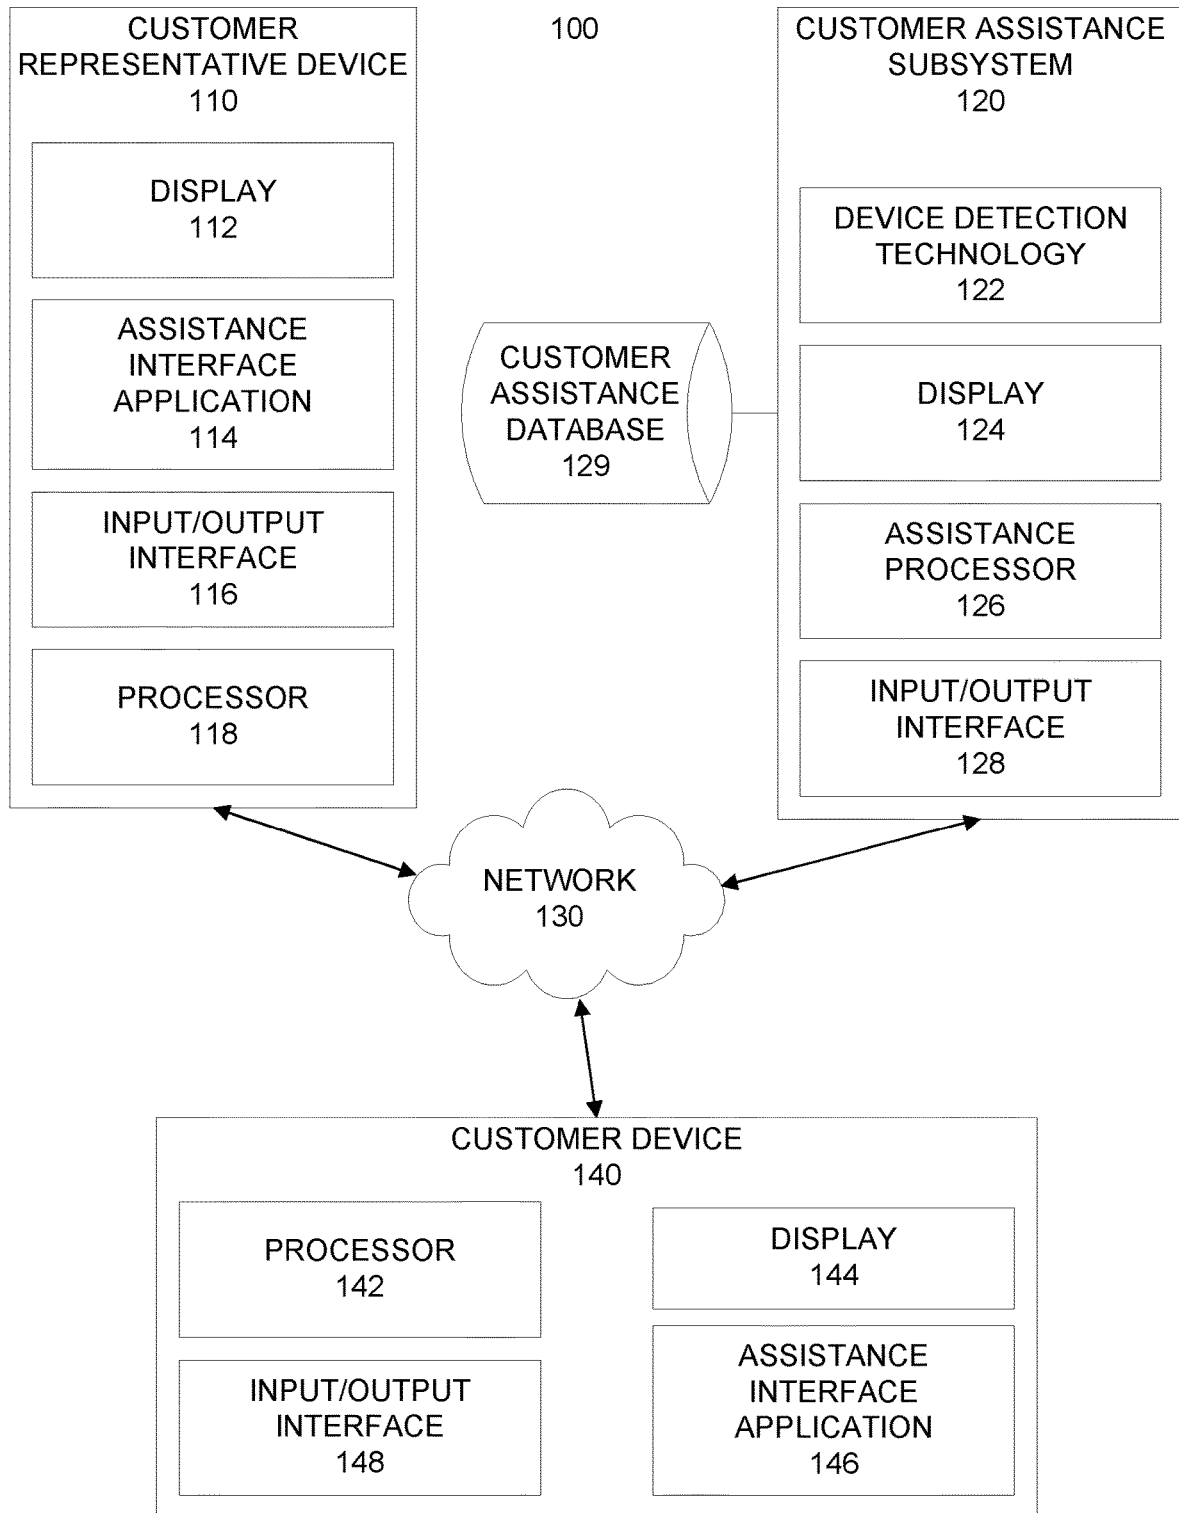 CUSTOMER
REPRESENTATIVE DEVICE
110
DISPLAY
112
ASSISTANCE
INTERFACE
APPLICATION
114
INPUT/OUTPUT
INTERFACE
116
PROCESSOR
118
100
CUSTOMER
ASSISTANCE
DATABASE
129
CUSTOMER ASSISTANCE
SUBSYSTEM
120
DEVICE DETECTION
TECHNOLOGY
122
DISPLAY
124
ASSISTANCE
PROCESSOR
126
INPUT/OUTPUT
INTERFACE
128
NETWORK
130
CUSTOMER DEVICE
140
PROCESSOR
142
INPUT/OUTPUT
INTERFACE
148
DISPLAY
144
ASSISTANCE
INTERFACE
APPLICATION
146